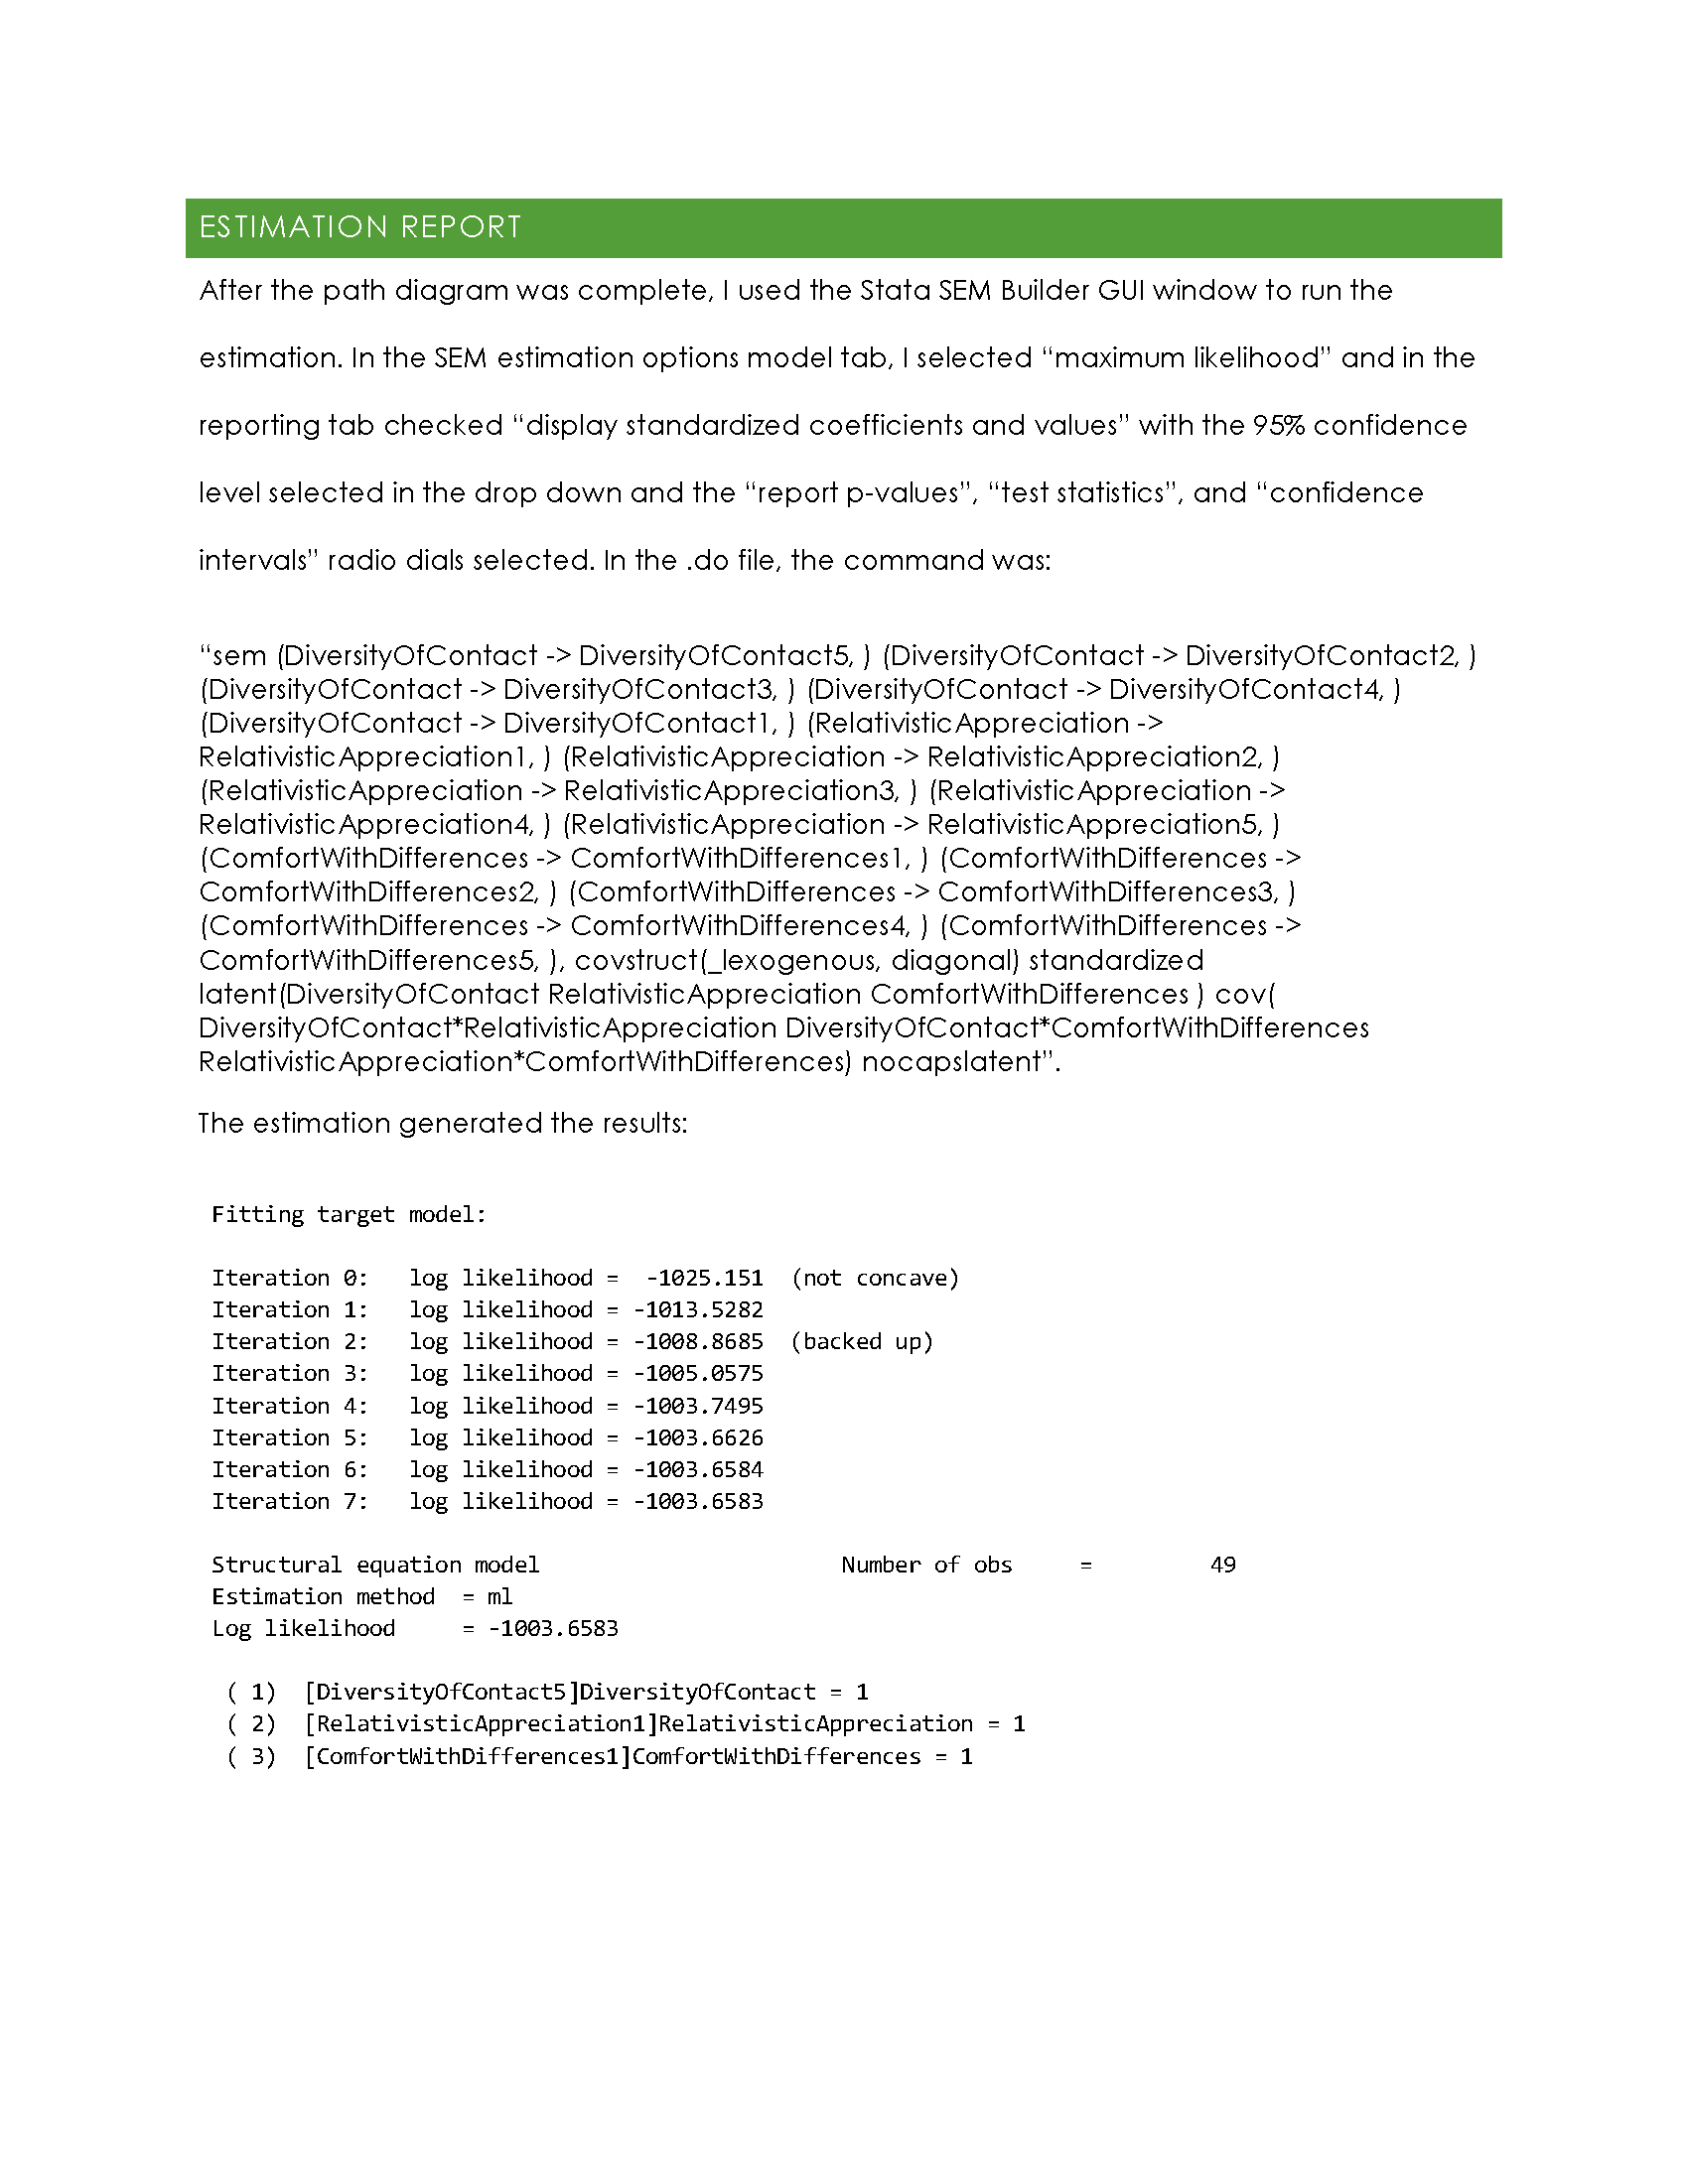 ESTIMATION REPORT
After the path diagram was complete, I used the Stata SEM Builder GUI window to run the
estimation. In the SEM estimation options model tab, I selected “maximum likelihood” and in the
reporting tab checked “display standardized coefficients and values” with the 95% confidence
level selected in the drop down and the “report p-values”, “test statistics”, and “confidence
intervals” radio dials selected. In the .do file, the command was:
“sem (DiversityOfContact -> DiversityOfContact5, ) (DiversityOfContact -> DiversityOfContact2, )
(DiversityOfContact -> DiversityOfContact3, ) (DiversityOfContact -> DiversityOfContact4, )
(DiversityOfContact -> DiversityOfContact1, ) (RelativisticAppreciation ->
RelativisticAppreciation1, ) (RelativisticAppreciation -> RelativisticAppreciation2, )
(RelativisticAppreciation -> RelativisticAppreciation3, ) (RelativisticAppreciation ->
RelativisticAppreciation4, ) (RelativisticAppreciation -> RelativisticAppreciation5, )
(ComfortWithDifferences -> ComfortWithDifferences1, ) (ComfortWithDifferences ->
ComfortWithDifferences2, ) (ComfortWithDifferences -> ComfortWithDifferences3, )
(ComfortWithDifferences -> ComfortWithDifferences4, ) (ComfortWithDifferences ->
ComfortWithDifferences5, ), covstruct(_lexogenous, diagonal) standardized
latent(DiversityOfContact RelativisticAppreciation ComfortWithDifferences ) cov(
DiversityOfContact*RelativisticAppreciation DiversityOfContact*ComfortWithDifferences
RelativisticAppreciation*ComfortWithDifferences) nocapslatent”.
The estimation generated the results:
Fitting target model:
Iteration 0:   log likelihood =  -1025.151  (not concave)
Iteration 1:   log likelihood = -1013.5282
Iteration 2:   log likelihood = -1008.8685  (backed up)
Iteration 3:   log likelihood = -1005.0575
Iteration 4:   log likelihood = -1003.7495
Iteration 5:   log likelihood = -1003.6626
Iteration 6:   log likelihood = -1003.6584
Iteration 7:   log likelihood = -1003.6583
Structural equation model                       Number of obs     =         49
Estimation method  = ml
Log likelihood     = -1003.6583
( 1)  [DiversityOfContact5]DiversityOfContact = 1
( 2)  [RelativisticAppreciation1]RelativisticAppreciation = 1
( 3)  [ComfortWithDifferences1]ComfortWithDifferences = 1